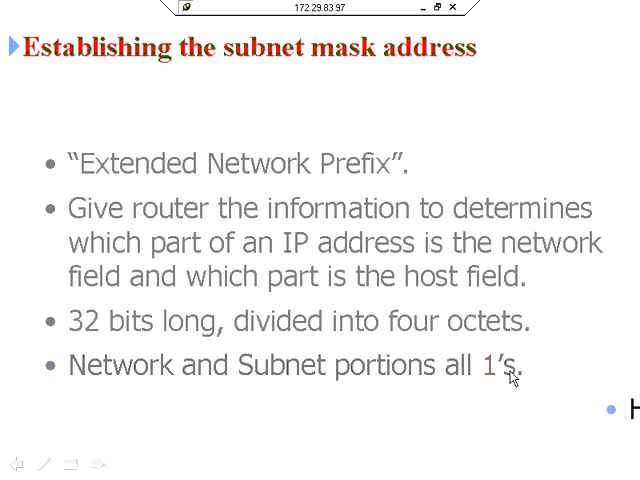 172.29.83.97
Establishing the subnet mask address
• “Extended Network Prefix”.
• Give router the information to determines
which part of an IP address is the network
field and which part is the host field.
• 32 bits long, divided into four octets.
• Network and Subnet portions all 1’s.
• H